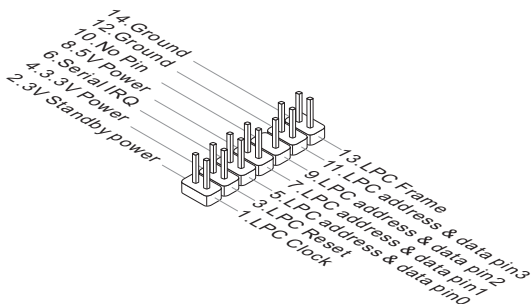 14.Ground
12.Ground
10.No Pin
8.5V Power
6.Serial IRQ
4.3.3V Power
2.3V Standby power
13.LPC Frame
11.LPC address & data pin3
9.LPC address & data pin2
7.LPC address & data pin1
5.LPC address & data pin0
3.LPC Reset
1.LPC Clock